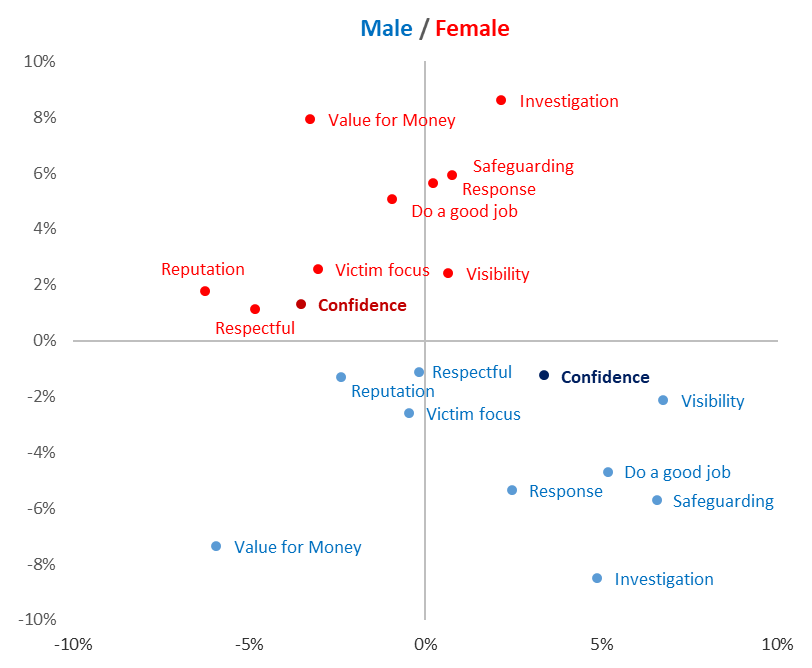 Male / Female
10%
8%
6%
4%
2%
0%
-2%
-4%
-6%
-8%
-10%
-10%
-5%
0%
5%
10%
Investigation
Value for Money
Safeguarding
Response
Do a good job
Reputation
Victim focus
Visibility
Confidence
Respectful
Respectful
Confidence
Reputation
Visibility
Victim focus
Do a good job
Response
Safeguarding
Value for Money
Investigation